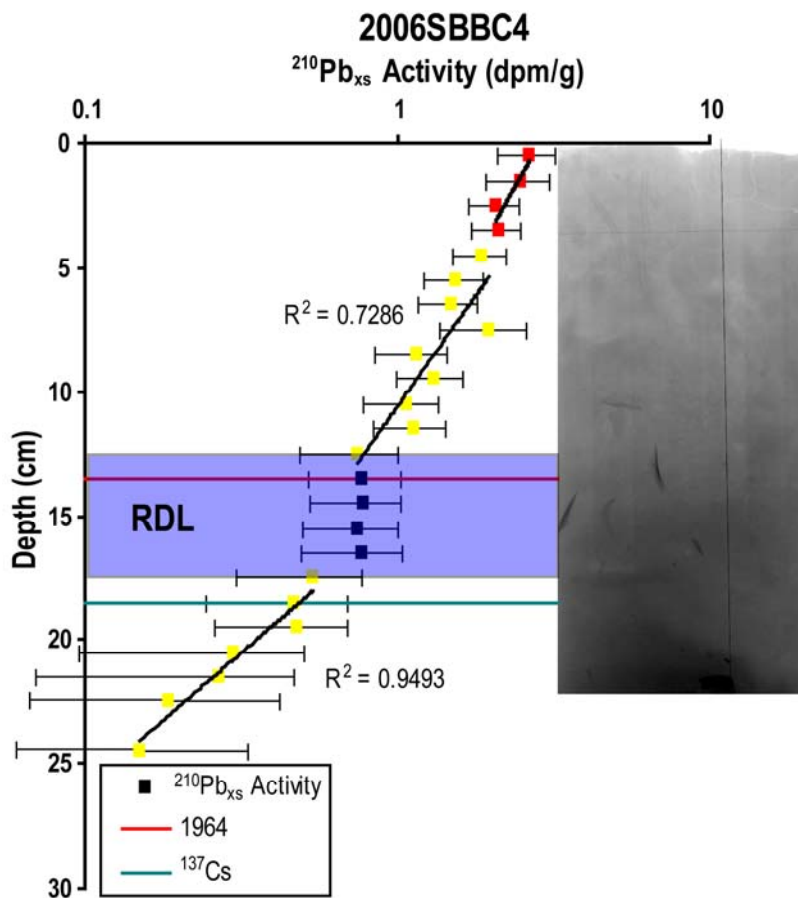 2006SBBC4
²¹⁰Pbₓₛ Activity (dpm/g)
0.1 1 10
0
5
10
15
20
25
30
Depth (cm)
R² = 0.7286
RDL
R² = 0.9493
²¹⁰Pbₓₛ Activity
1964
¹³⁷Cs